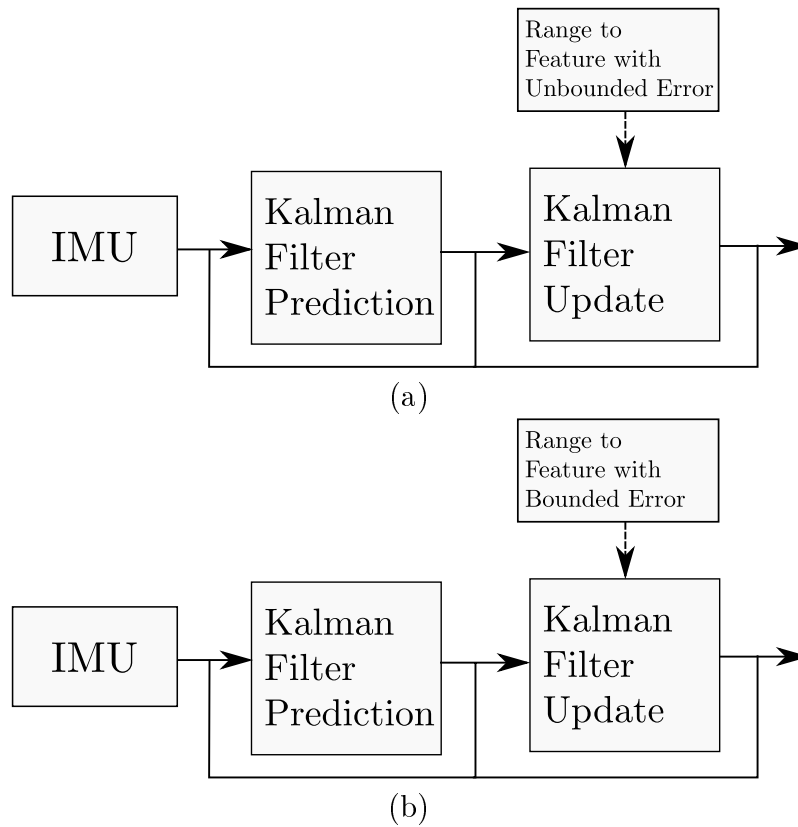 Range to
Feature with
Unbounded Error
IMU
Kalman
Filter
Prediction
Kalman
Filter
Update
(a)
Range to
Feature with
Bounded Error
IMU
Kalman
Filter
Prediction
Kalman
Filter
Update
(b)